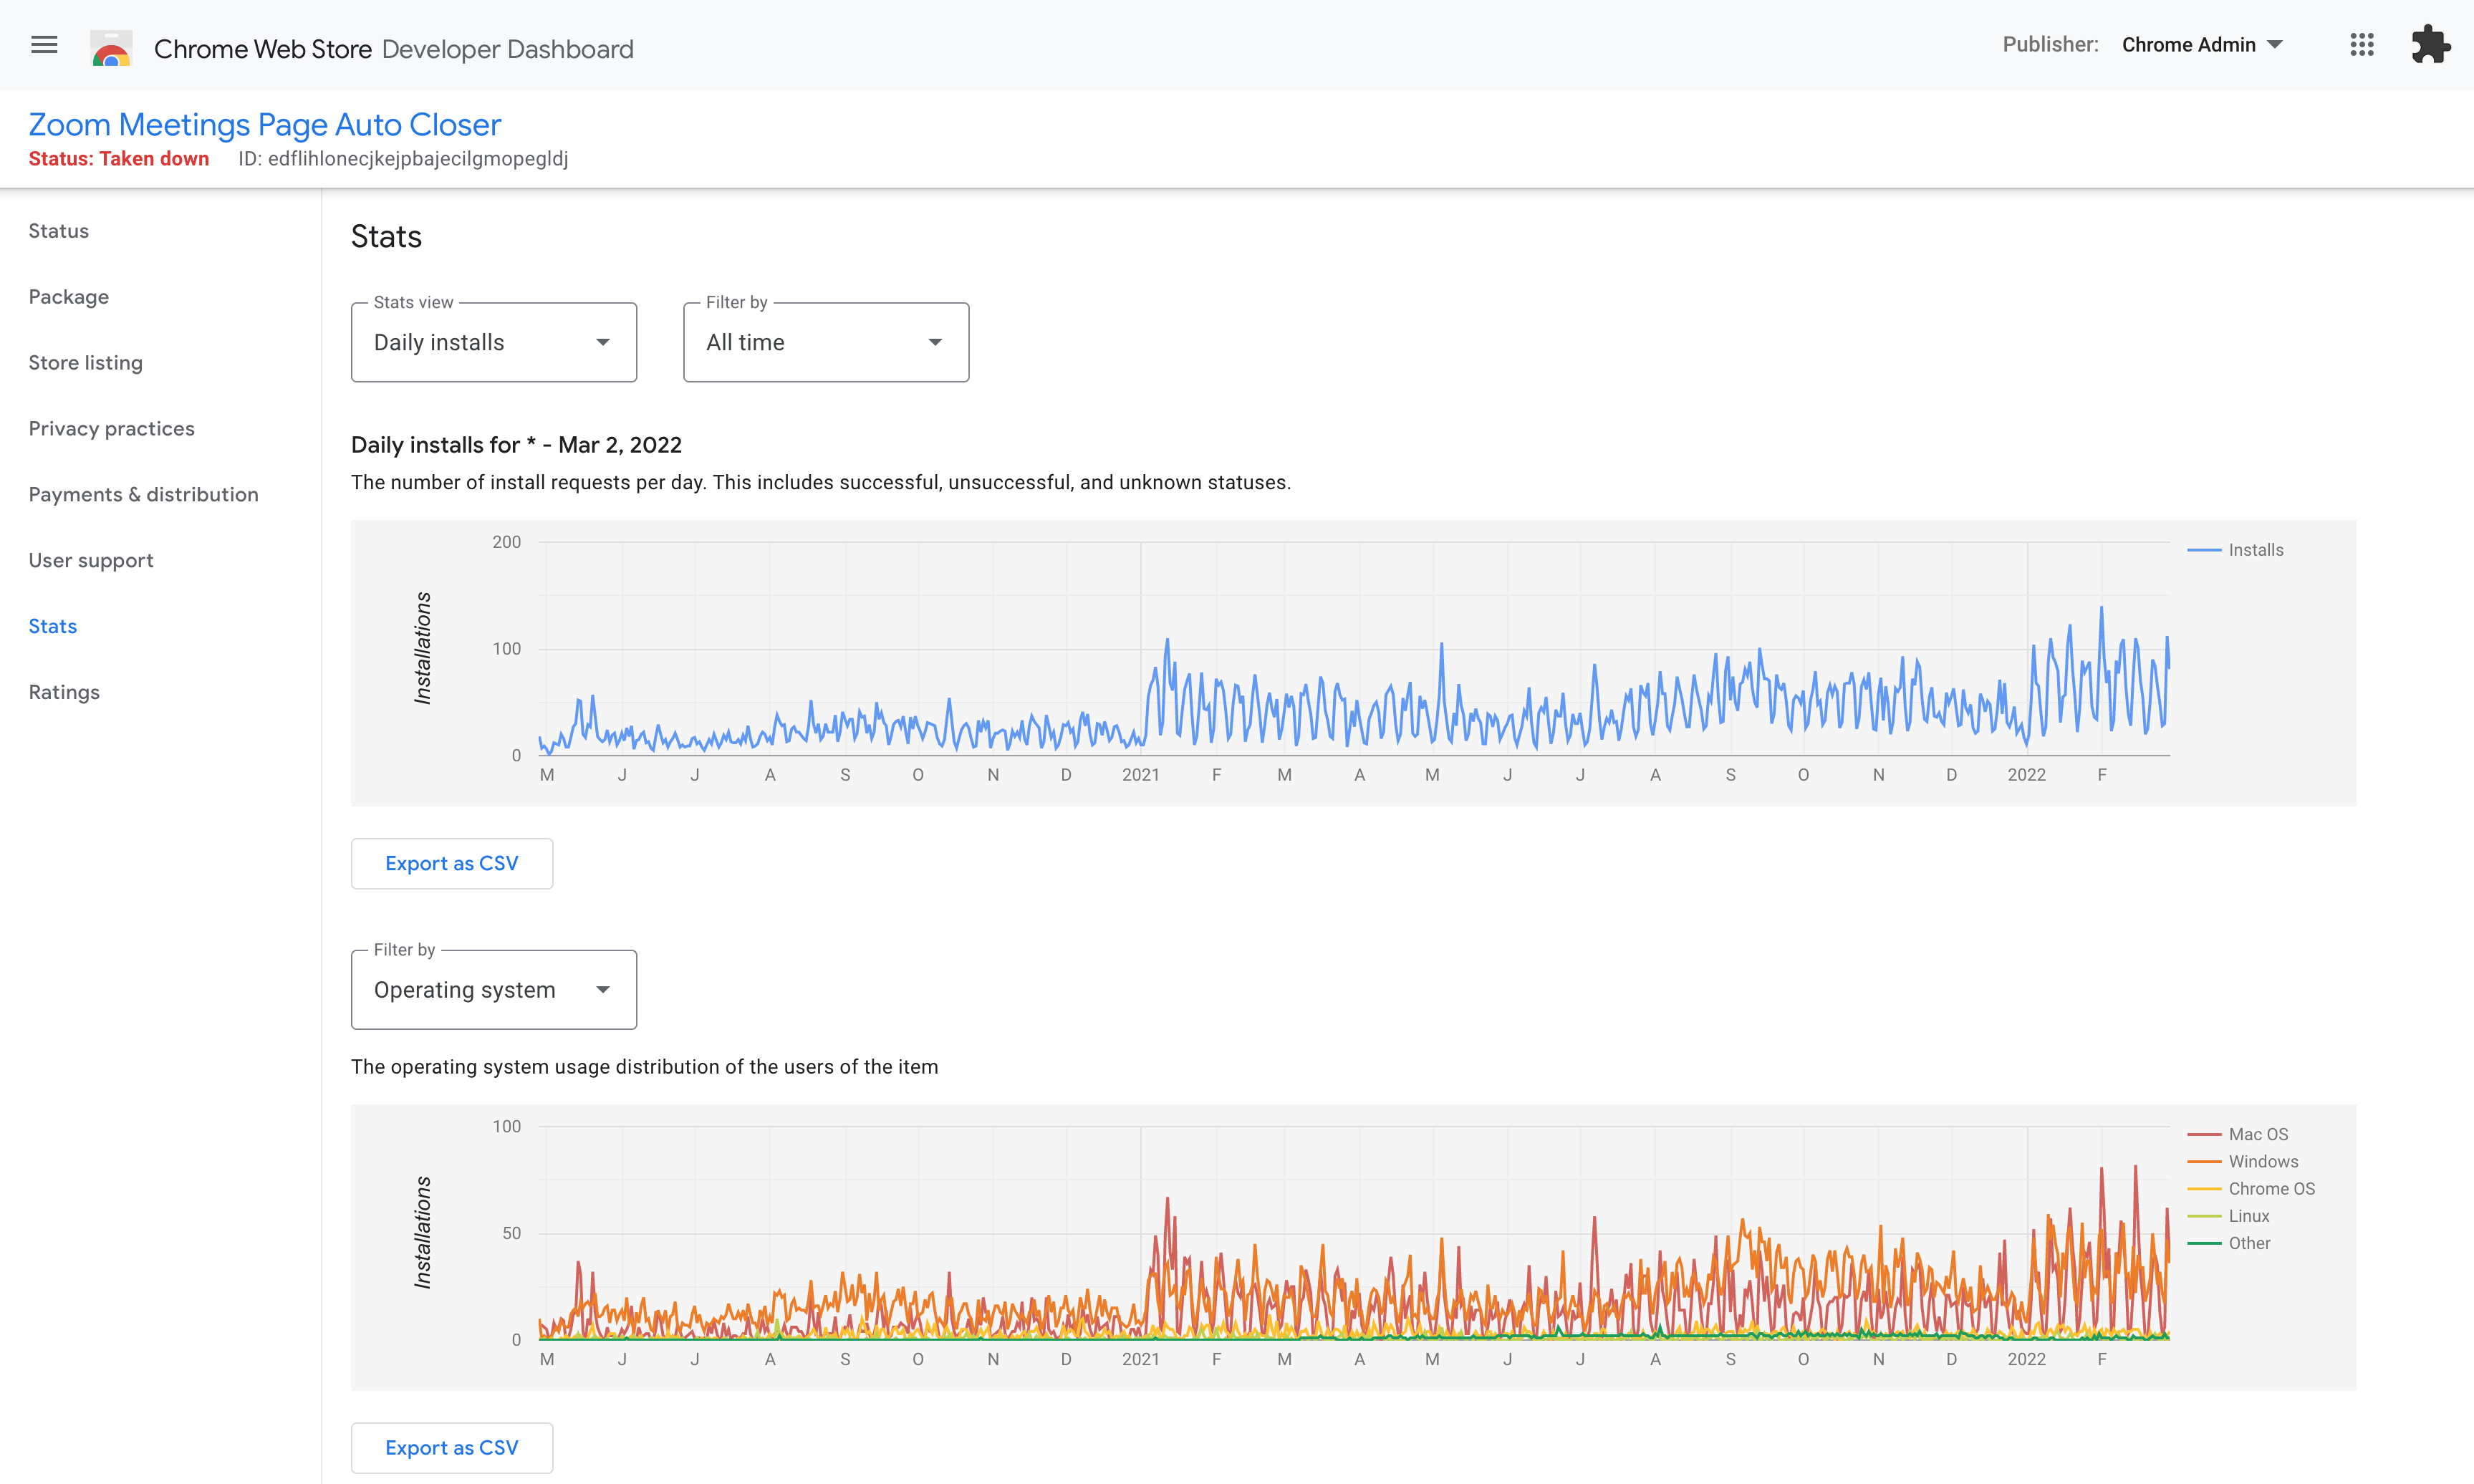 Chrome Web Store Developer Dashboard
Publisher: Chrome Admin
Zoom Meetings Page Auto Closer
Status: Taken down ID: edflihlonecjkejpbajecilgmopegldj
Status
Package
Store listing
Privacy practices
Payments & distribution
User support
Stats
Ratings
Stats
Stats view
Daily installs
Filter by
All time
Daily installs for * - Mar 2, 2022
The number of install requests per day. This includes successful, unsuccessful, and unknown statuses.
Installations
200
100
0
M J J A S O N D 2021 F M A M J J A S O N D 2022 F
Installs
Export as CSV
Filter by
Operating system
The operating system usage distribution of the users of the item
Installations
100
50
0
M J J A S O N D 2021 F M A M J J A S O N D 2022 F
Mac OS
Windows
Chrome OS
Linux
Other
Export as CSV